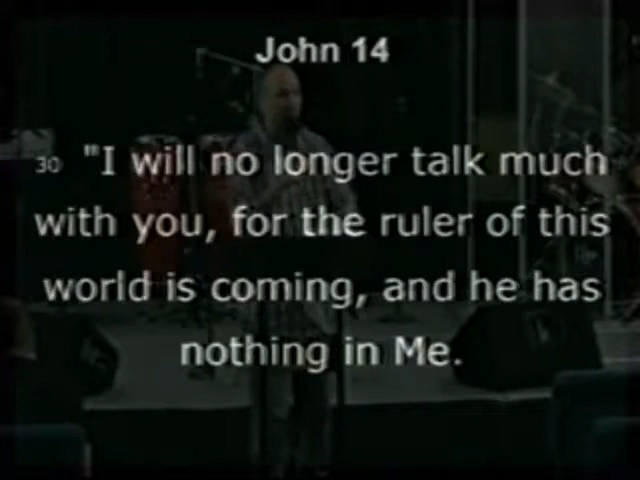 John 14
30 "I will no longer talk much
with you, for the ruler of this
world is coming, and he has
nothing in Me.